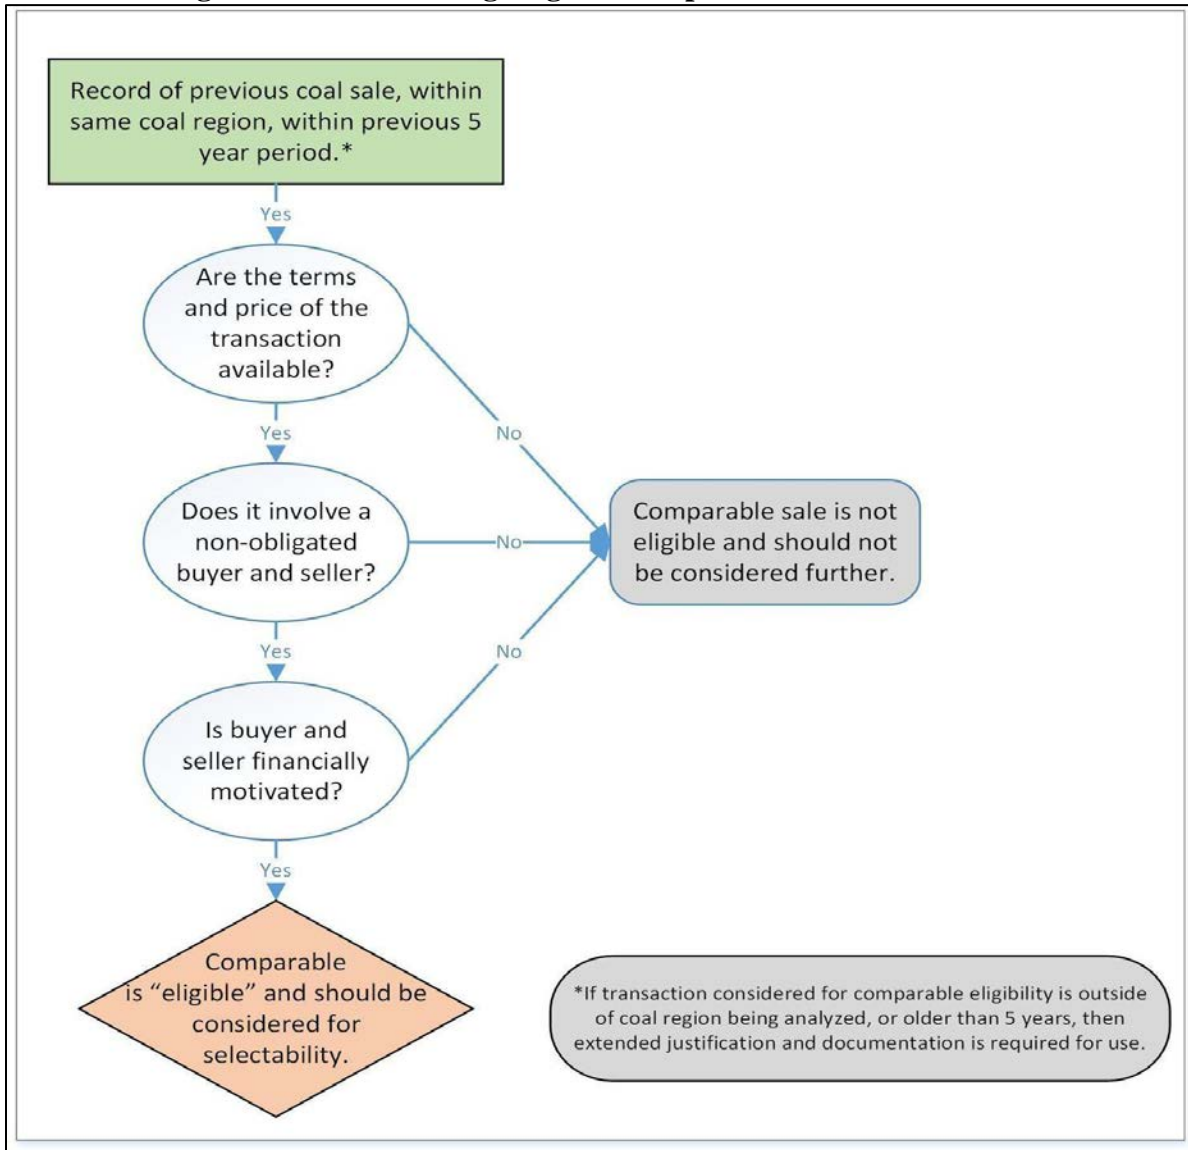 Record of previous coal sale, within
same coal region, within previous 5
year period.*
Yes
Are the terms
and price of the
transaction
available?
No
Yes
Does it involve a
non-obligated
buyer and seller?
No
Comparable sale is not
eligible and should not
be considered further.
Yes
No
Is buyer and
seller financially
motivated?
Yes
Comparable
is “eligible” and should be
considered for
selectability.
*If transaction considered for comparable eligibility is outside
of coal region being analyzed, or older than 5 years, then
extended justification and documentation is required for use.